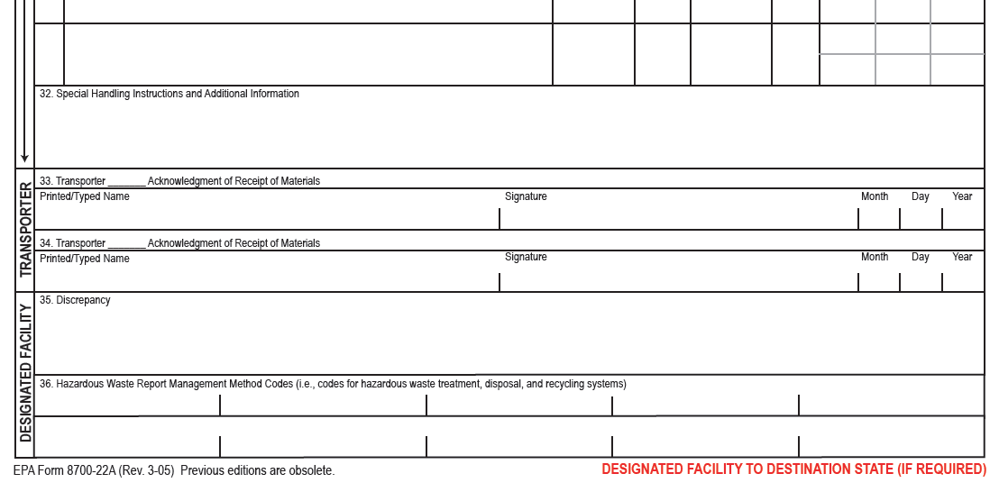 32. Special Handling Instructions and Additional Information
TRANSPORTER
33. Transporter _______ Acknowledgment of Receipt of Materials
Printed/Typed Name Signature Month Day Year
34. Transporter _______ Acknowledgment of Receipt of Materials
Printed/Typed Name Signature Month Day Year
DESIGNATED FACILITY
35. Discrepancy
36. Hazardous Waste Report Management Method Codes (i.e., codes for hazardous waste treatment, disposal, and recycling systems)
EPA Form 8700-22A (Rev. 3-05) Previous editions are obsolete. DESIGNATED FACILITY TO DESTINATION STATE (IF REQUIRED)